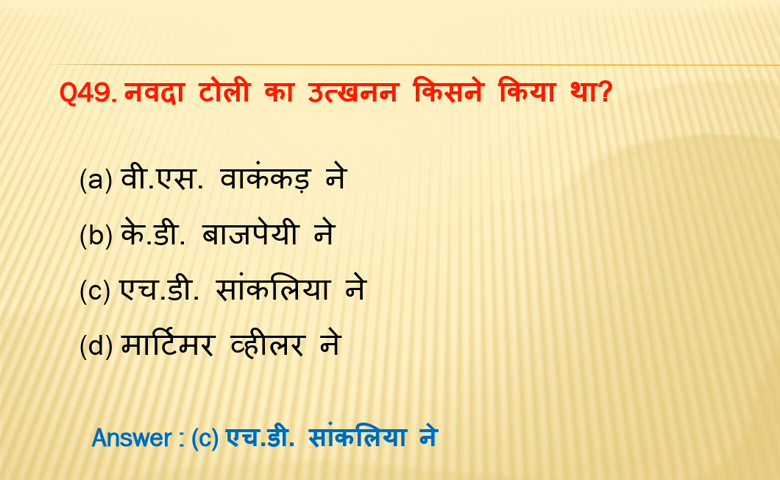 Q49. नवदा टोली का उत्खनन किसने किया था?
(a) वी.एस. वाकंकड़ ने
(b) के.डी. बाजपेयी ने
(c) एच.डी. सांकलिया ने
(d) मार्टिमर व्हीलर ने
Answer : (c) एच.डी. सांकलिया ने